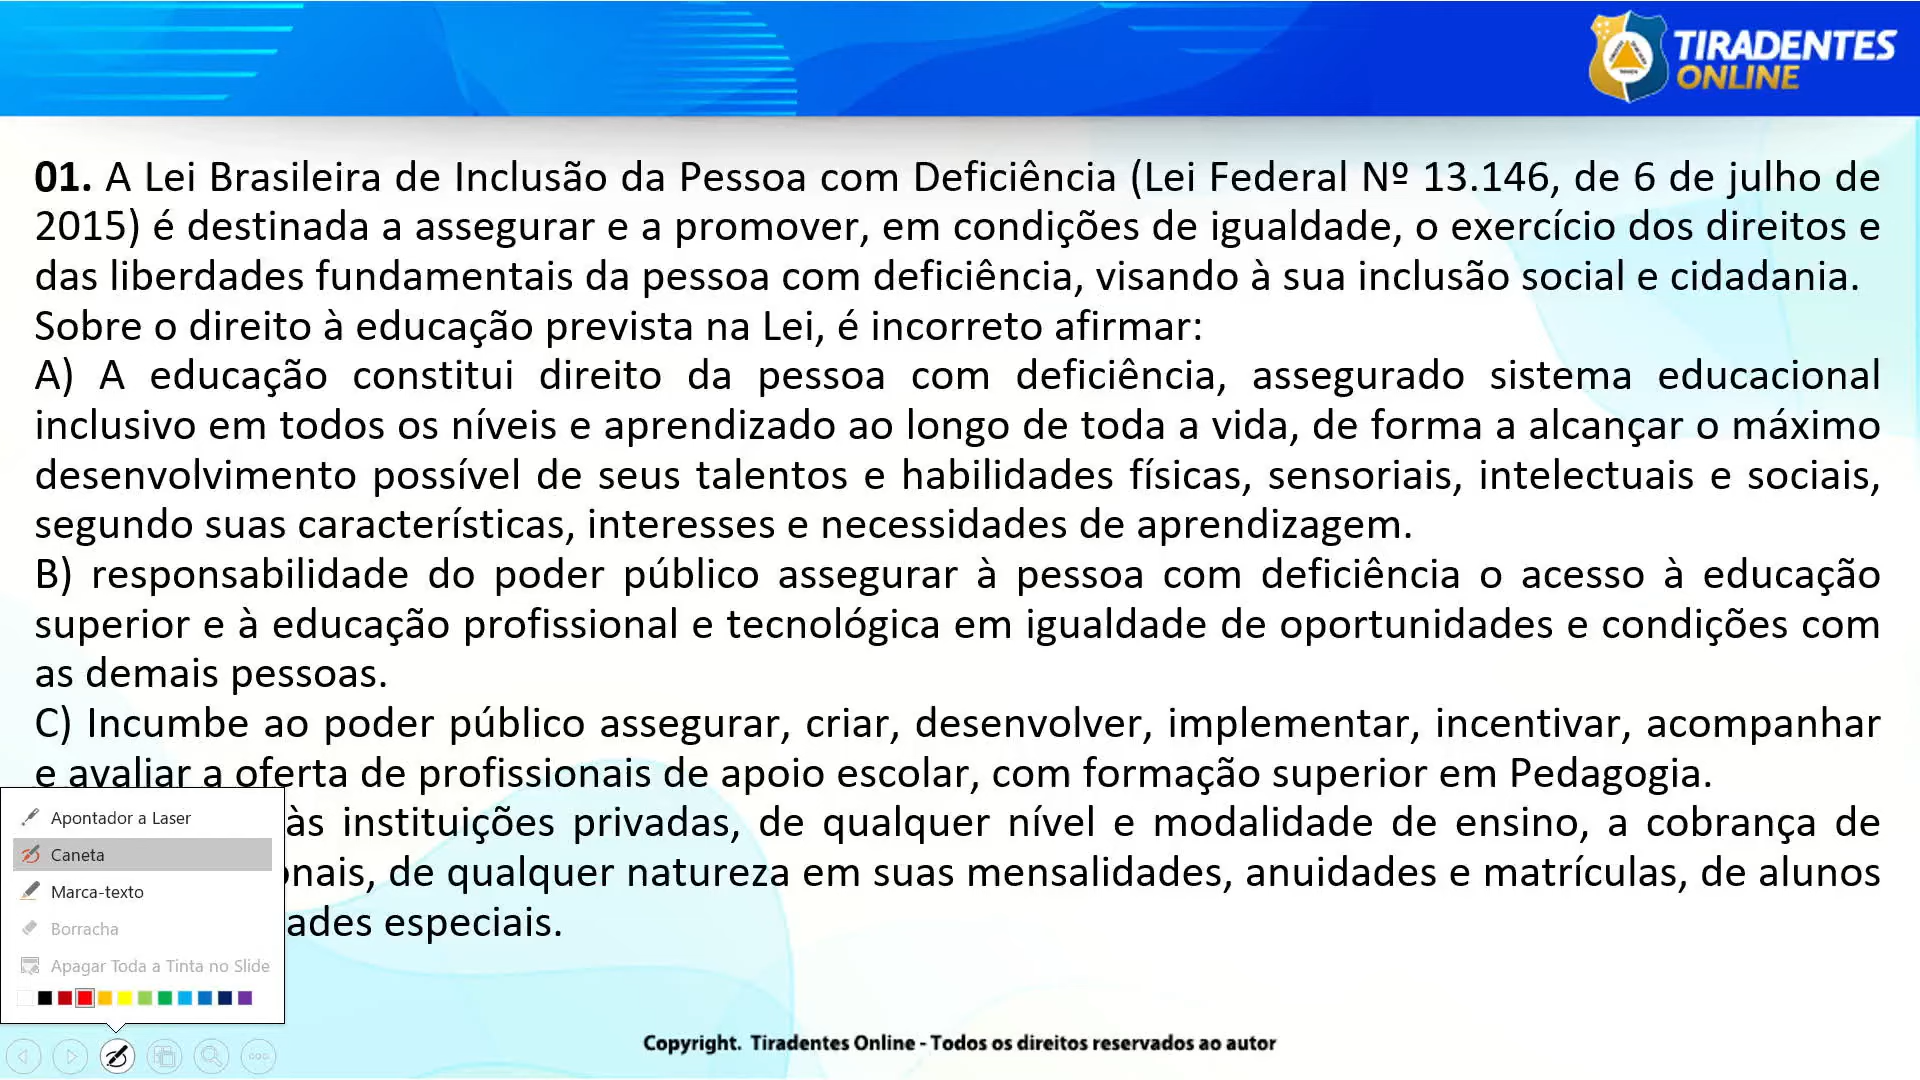 TIRADENTES
ONLINE
01. A Lei Brasileira de Inclusão da Pessoa com Deficiência (Lei Federal Nº 13.146, de 6 de julho de
2015) é destinada a assegurar e a promover, em condições de igualdade, o exercício dos direitos e
das liberdades fundamentais da pessoa com deficiência, visando à sua inclusão social e cidadania.
Sobre o direito à educação prevista na Lei, é incorreto afirmar:
A) A educação constitui direito da pessoa com deficiência, assegurado sistema educacional
inclusivo em todos os níveis e aprendizado ao longo de toda a vida, de forma a alcançar o máximo
desenvolvimento possível de seus talentos e habilidades físicas, sensoriais, intelectuais e sociais,
segundo suas características, interesses e necessidades de aprendizagem.
B) responsabilidade do poder público assegurar à pessoa com deficiência o acesso à educação
superior e à educação profissional e tecnológica em igualdade de oportunidades e condições com
as demais pessoas.
C) Incumbe ao poder público assegurar, criar, desenvolver, implementar, incentivar, acompanhar
e avaliar a oferta de profissionais de apoio escolar, com formação superior em Pedagogia.
às instituições privadas, de qualquer nível e modalidade de ensino, a cobrança de
onais, de qualquer natureza em suas mensalidades, anuidades e matrículas, de alunos
ades especiais.
Apontador a Laser
Caneta
Marca-texto
Borracha
Apagar Toda a Tinta no Slide
Copyright. Tiradentes Online - Todos os direitos reservados ao autor